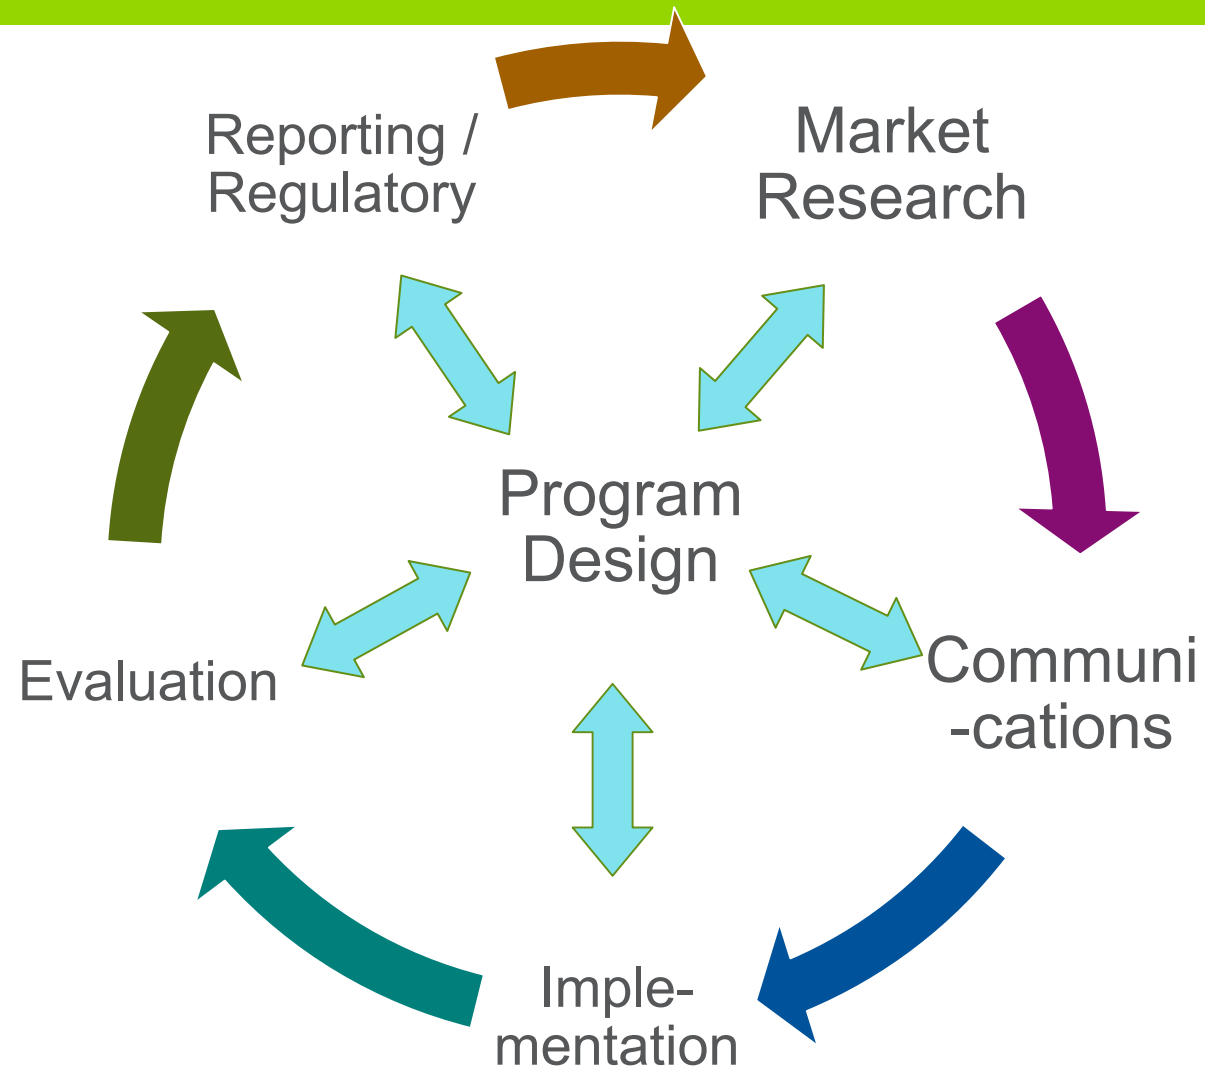 Reporting /
Regulatory
Market
Research
Program
Design
Evaluation
Communi
-cations
Imple-
mentation